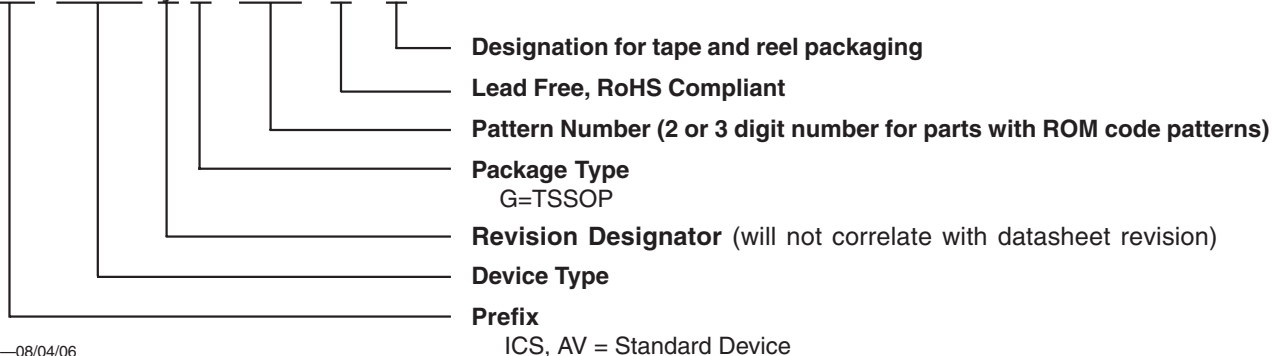 Designation for tape and reel packaging
Lead Free, RoHS Compliant
Pattern Number (2 or 3 digit number for parts with ROM code patterns)
Package Type
G=TSSOP
Revision Designator (will not correlate with datasheet revision)
Device Type
Prefix
ICS, AV = Standard Device
—08/04/06